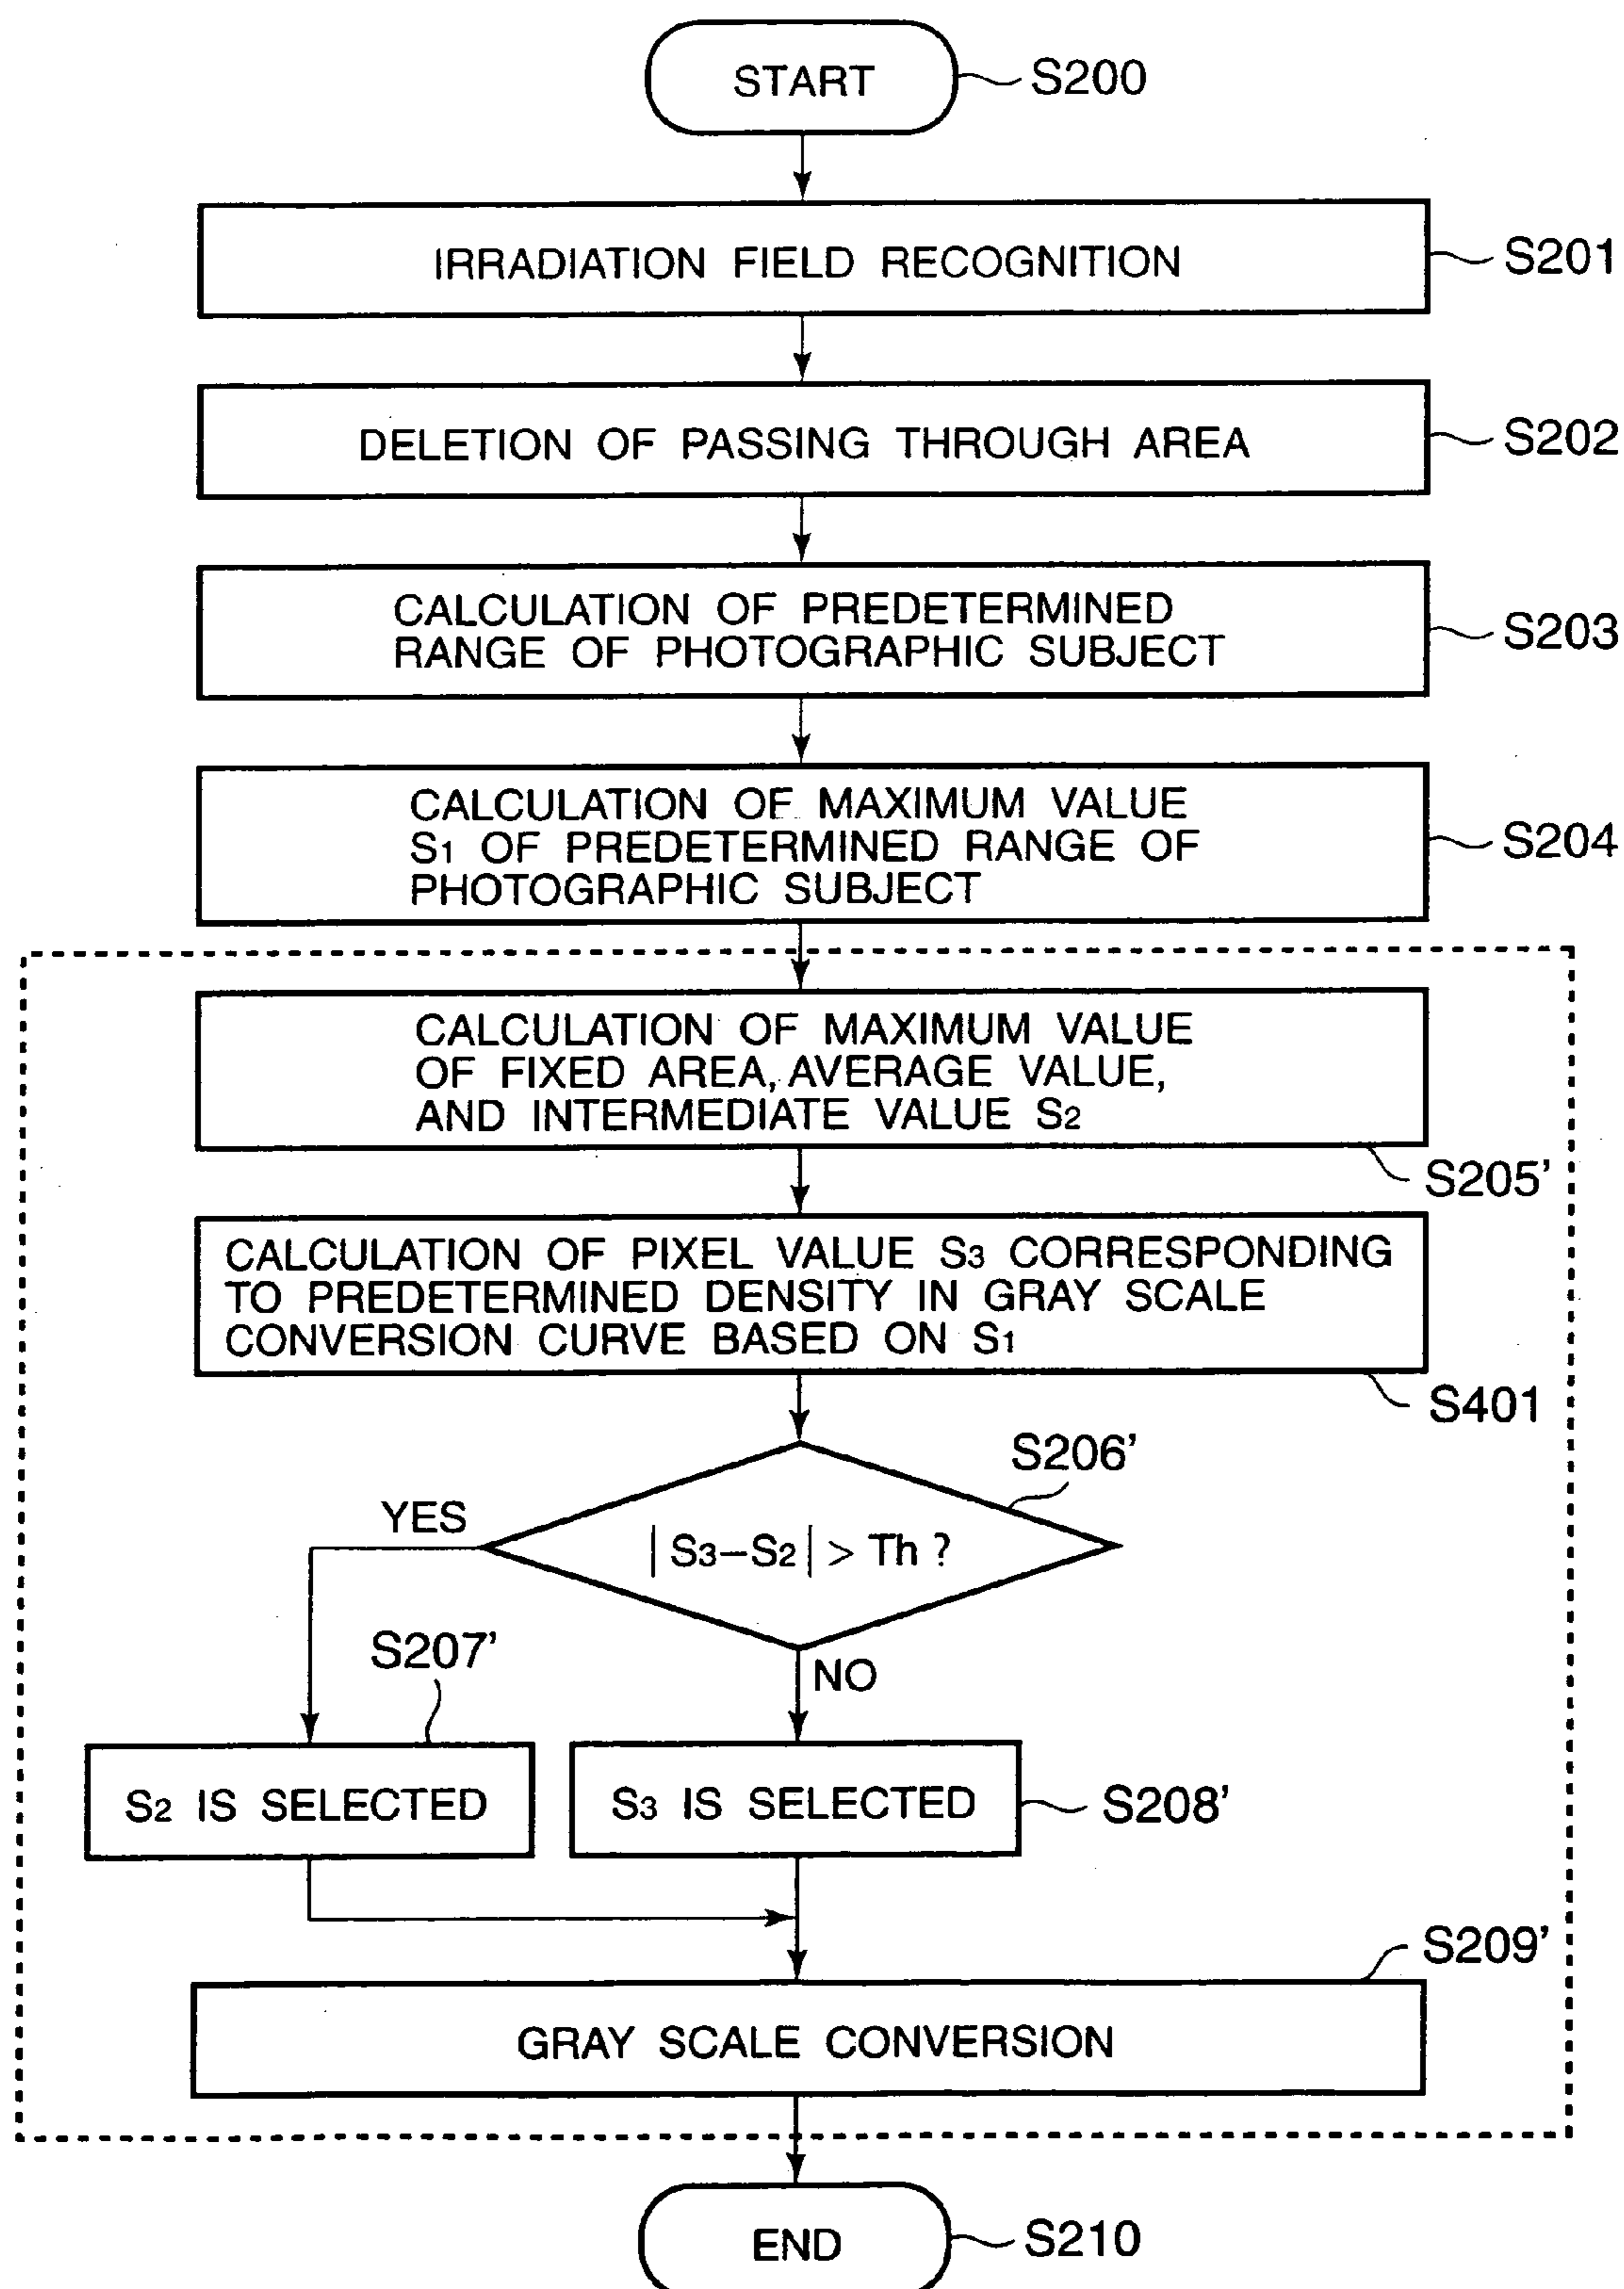 START
S200
IRRADIATION FIELD RECOGNITION
S201
DELETION OF PASSING THROUGH AREA
S202
CALCULATION OF PREDETERMINED
RANGE OF PHOTOGRAPHIC SUBJECT
S203
CALCULATION OF MAXIMUM VALUE
S1 OF PREDETERMINED RANGE OF
PHOTOGRAPHIC SUBJECT
S204
CALCULATION OF MAXIMUM VALUE
OF FIXED AREA, AVERAGE VALUE,
AND INTERMEDIATE VALUE S2
S205'
CALCULATION OF PIXEL VALUE S3 CORRESPONDING
TO PREDETERMINED DENSITY IN GRAY SCALE
CONVERSION CURVE BASED ON S1
S401
S206'
YES
|S3–S2| > Th ?
NO
S207'
S2 IS SELECTED
S3 IS SELECTED
S208'
S209'
GRAY SCALE CONVERSION
END
S210